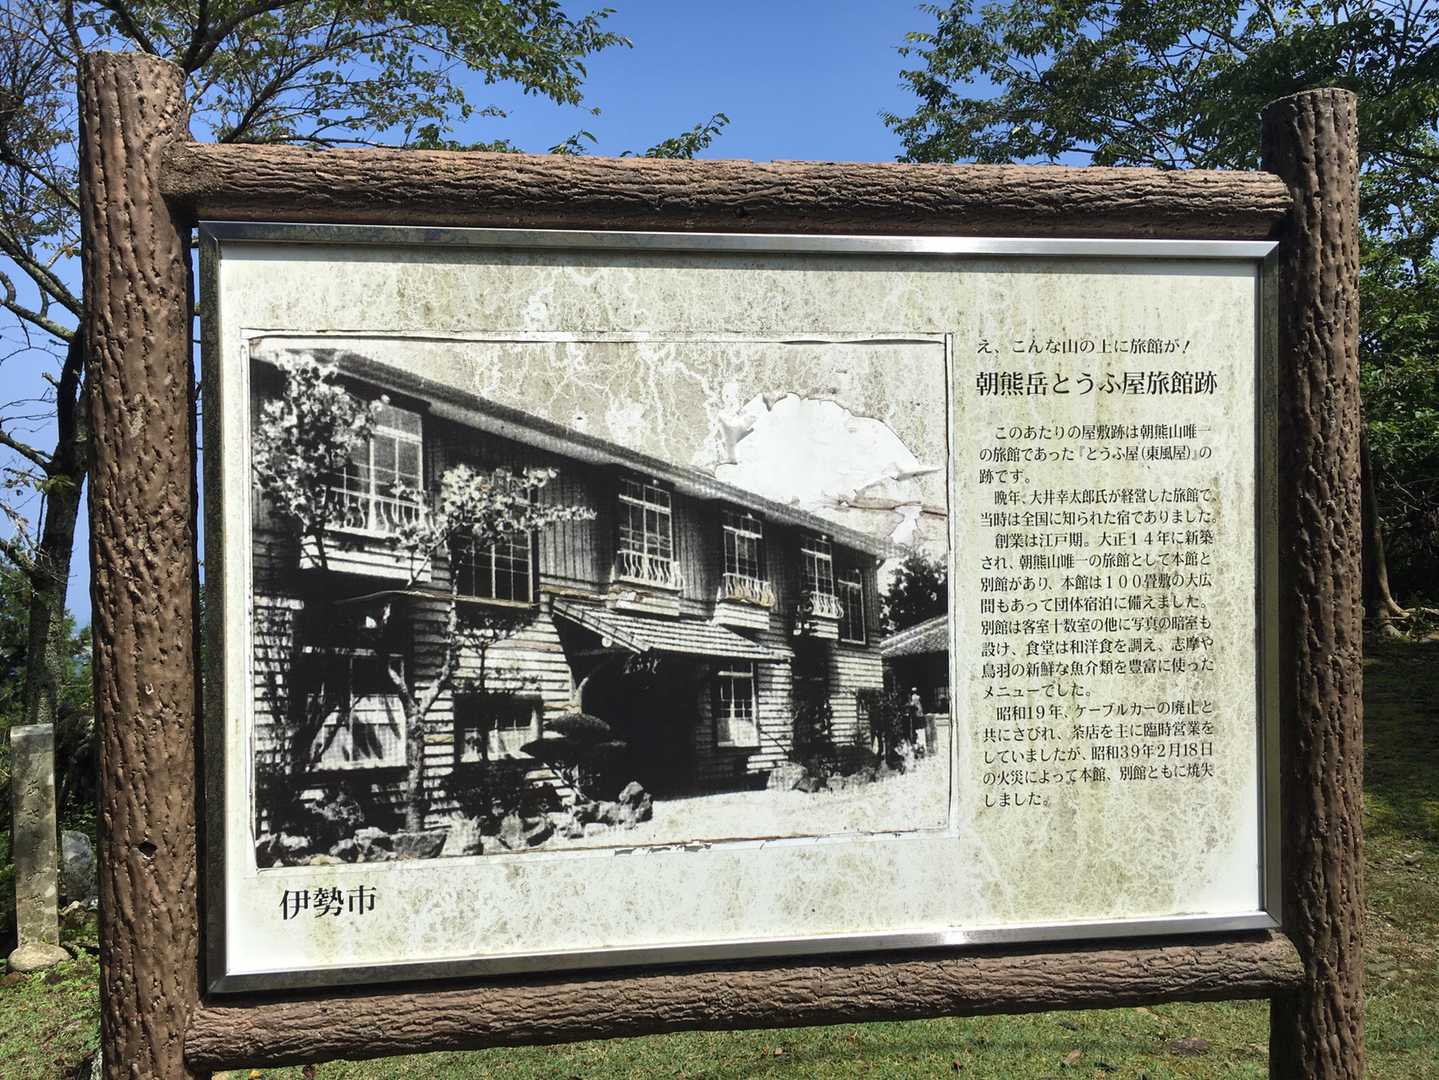 え、こんな山の上に旅館が!
朝熊岳とうふ屋旅館跡
このあたりの屋敷跡は朝熊山唯一
の旅館であった『とうふ屋(東風屋)』の
跡です。
晩年、大井幸太郎氏が経営した旅館で、
当時は全国に知られた宿でありました。
創業は江戸期。大正14年に新築
され、朝熊山唯一の旅館として本館と
別館があり、本館は100畳敷の大広
間もあって団体宿泊に備えました。
別館は客室十数室の他に写真の暗室も
設け、食堂は和洋食を調え、志摩や
鳥羽の新鮮な魚介類を豊富に使った
メニューでした。
昭和19年、ケーブルカーの廃止と
共にさびれ、茶店を主に臨時営業を
していましたが、昭和39年2月18日
の火災によって本館、別館ともに焼失
しました。
伊勢市